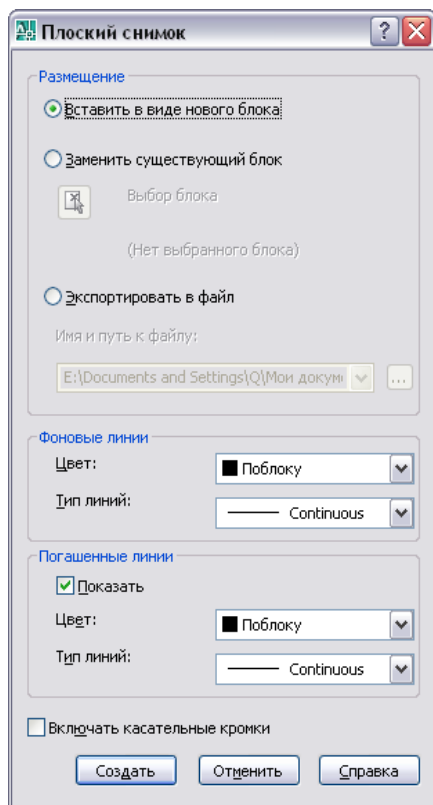 Плоский снимок
Размещение
Вставить в виде нового блока
Заменить существующий блок
Выбор блока
(Нет выбранного блока)
Экспортировать в файл
Имя и путь к файлу:
E:\Documents and Settings\Q\Мои докум
...
Фоновые линии
Цвет:
Поблоку
Тип линий:
Continuous
Погашенные линии
Показать
Цвет:
Поблоку
Тип линий:
Continuous
Включать касательные кромки
Создать Отменить Справка